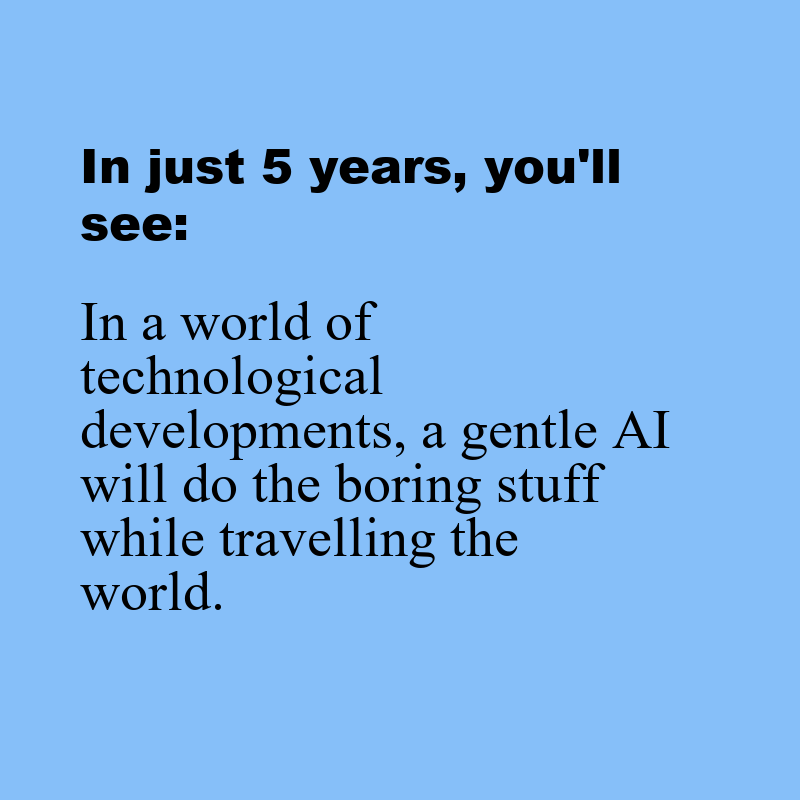 In just 5 years, you'll
see:
In a world of
technological
developments, a gentle AI
will do the boring stuff
while travelling the
world.